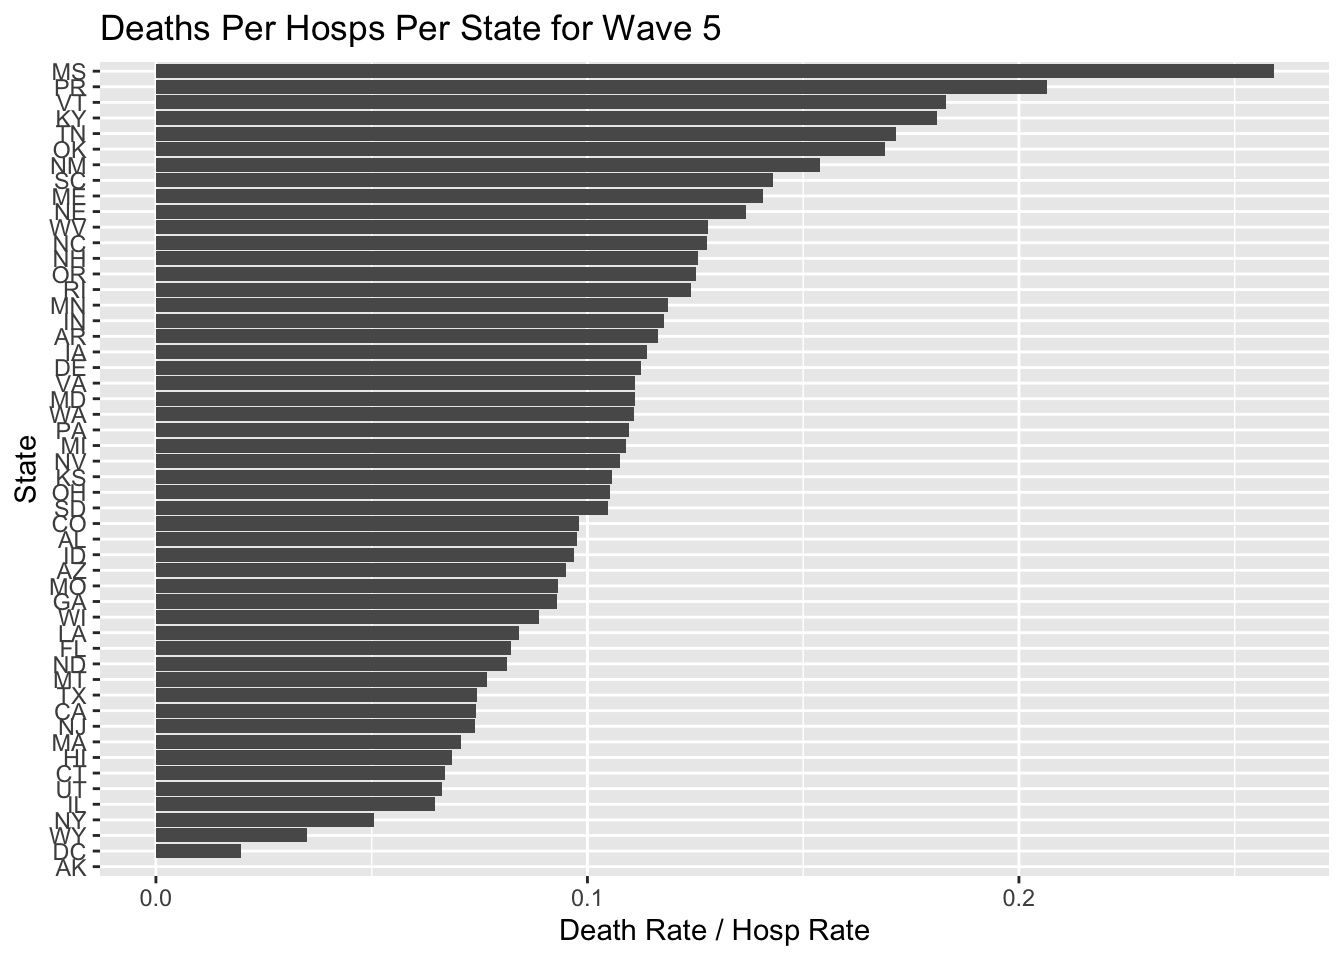 Deaths Per Hosps Per State for Wave 5
MS
PR
VT
KY
TN
OK
NM
SC
ME
NE
WV
NC
NH
OR
RI
MN
IN
AR
IA
DE
VA
MD
WA
PA
MI
NV
KS
OH
SD
CO
AL
ID
AZ
MO
GA
WI
LA
FL
ND
MT
TX
CA
NJ
MA
HI
CT
UT
IL
NY
WY
DC
AK
State
0.0 0.1 0.2
Death Rate / Hosp Rate